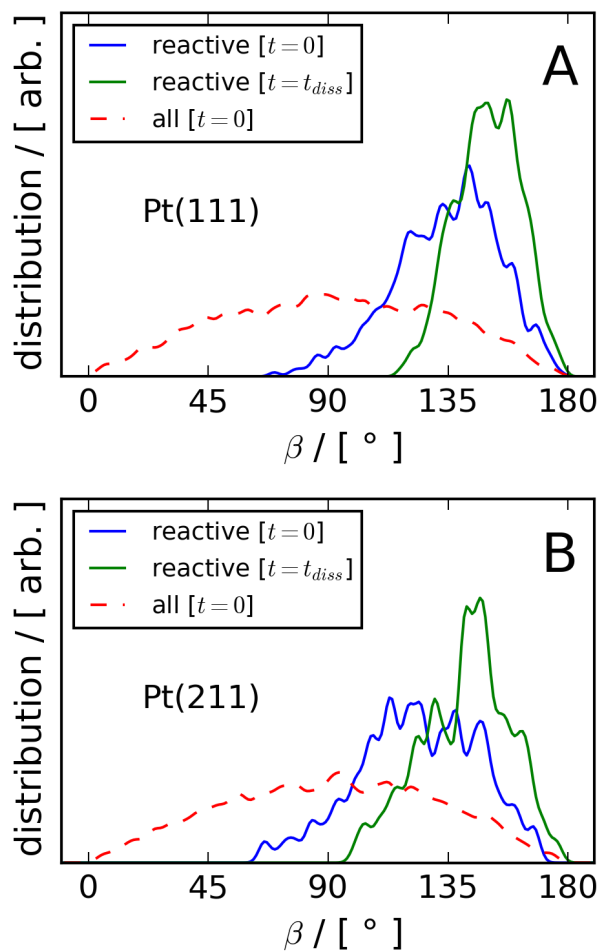 A
reactive [t=0]
reactive [t=t_diss]
all [t=0]
Pt(111)
distribution / [ arb. ]
0 45 90 135 180
β / [ ° ]
B
reactive [t=0]
reactive [t=t_diss]
all [t=0]
Pt(211)
distribution / [ arb. ]
0 45 90 135 180
β / [ ° ]